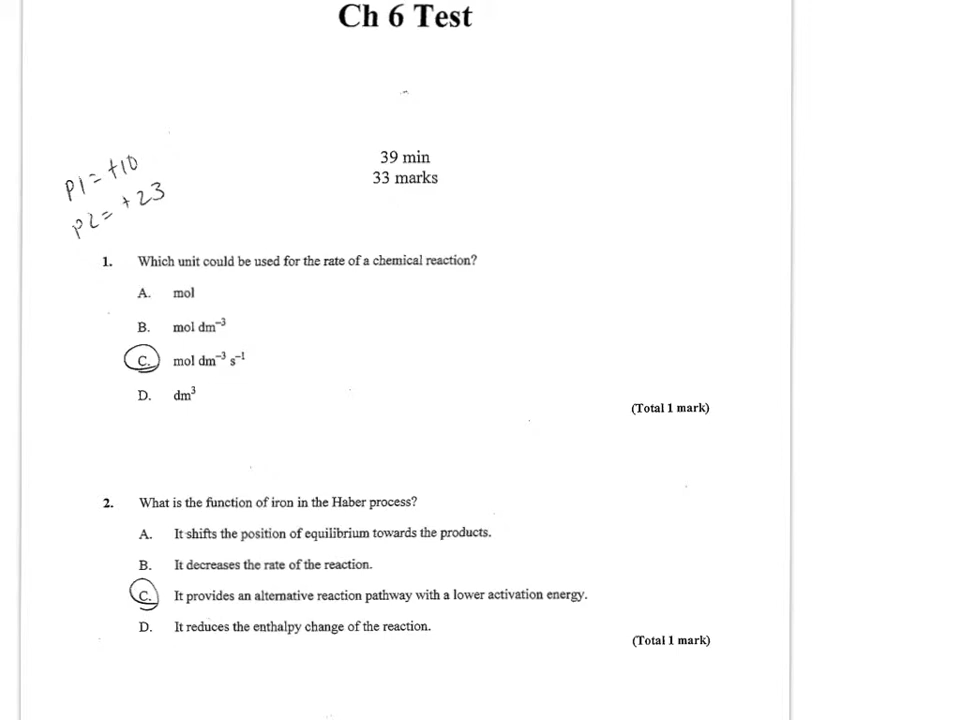 Ch 6 Test
39 min
33 marks
P1 = +10
P2 = +23
1. Which unit could be used for the rate of a chemical reaction?
A. mol
B. mol dm⁻³
C. mol dm⁻³ s⁻¹
D. dm³
(Total 1 mark)
2. What is the function of iron in the Haber process?
A. It shifts the position of equilibrium towards the products.
B. It decreases the rate of the reaction.
C. It provides an alternative reaction pathway with a lower activation energy.
D. It reduces the enthalpy change of the reaction.
(Total 1 mark)